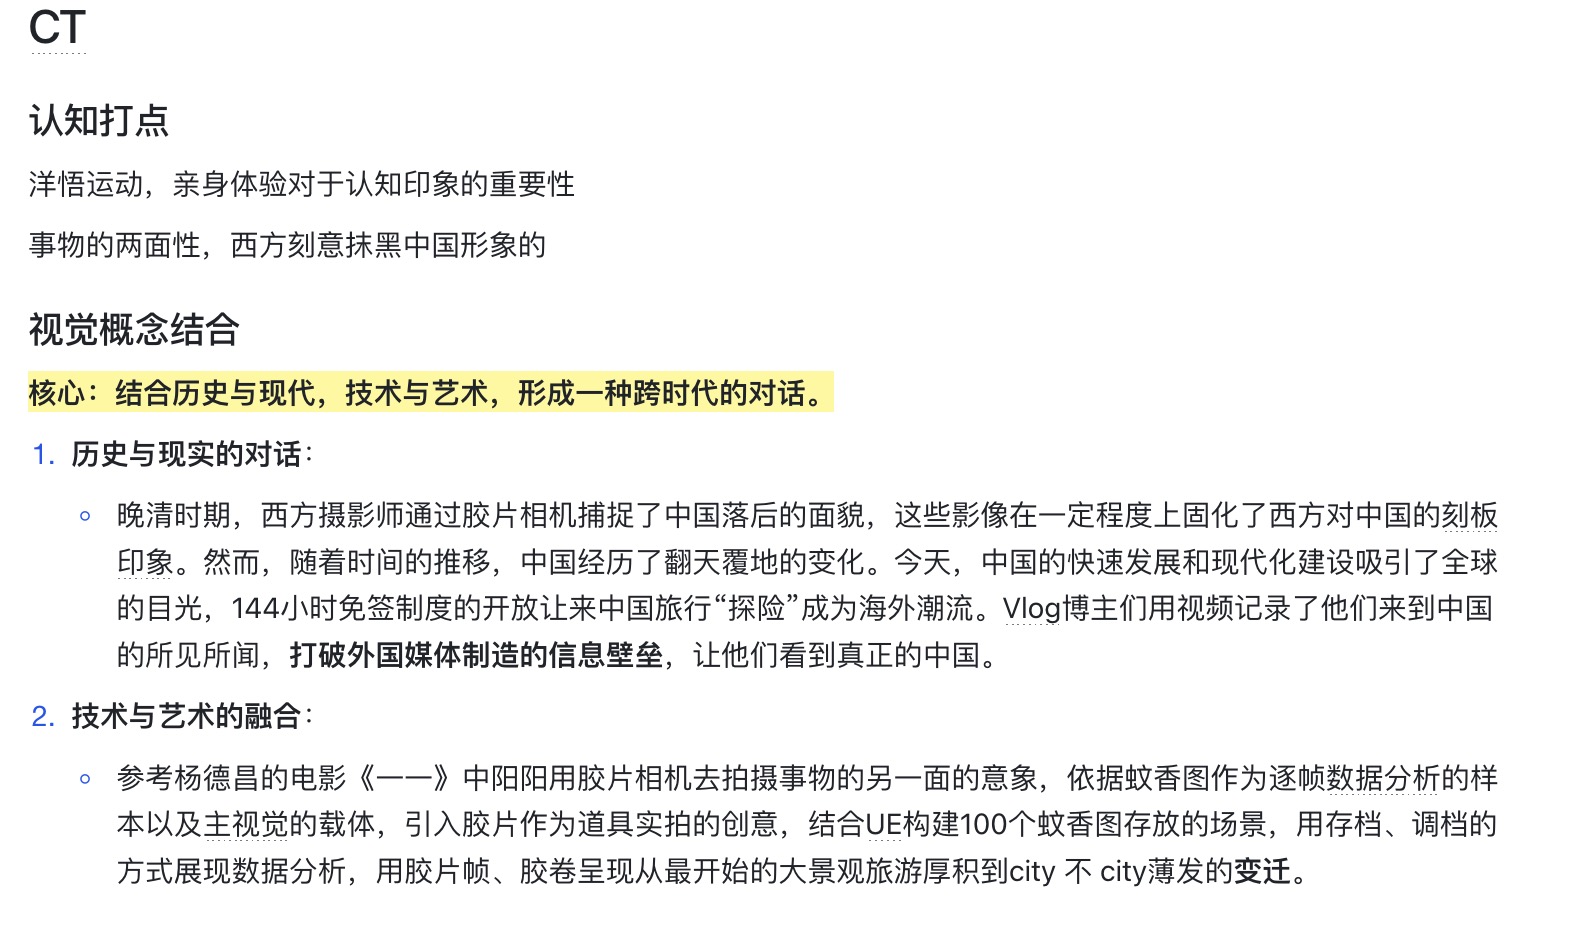 CT
认知打点
洋悟运动，亲身体验对于认知印象的重要性
事物的两面性，西方刻意抹黑中国形象的
视觉概念结合
核心：结合历史与现代，技术与艺术，形成一种跨时代的对话。
1. 历史与现实的对话：
晚清时期，西方摄影师通过胶片相机捕捉了中国落后的面貌，这些影像在一定程度上固化了西方对中国的刻板
印象。然而，随着时间的推移，中国经历了翻天覆地的变化。今天，中国的快速发展和现代化建设吸引了全球
的目光，144小时免签制度的开放让来中国旅行“探险”成为海外潮流。Vlog博主们用视频记录了他们来到中国
的所见所闻，打破外国媒体制造的信息壁垒，让他们看到真正的中国。
2. 技术与艺术的融合：
参考杨德昌的电影《一一》中阳阳用胶片相机去拍摄事物的另一面的意象，依据蚊香图作为逐帧数据分析的样
本以及主视觉的载体，引入胶片作为道具实拍的创意，结合UE构建100个蚊香图存放的场景，用存档、调档的
方式展现数据分析，用胶片帧、胶卷呈现从最开始的大景观旅游厚积到city 不 city薄发的变迁。